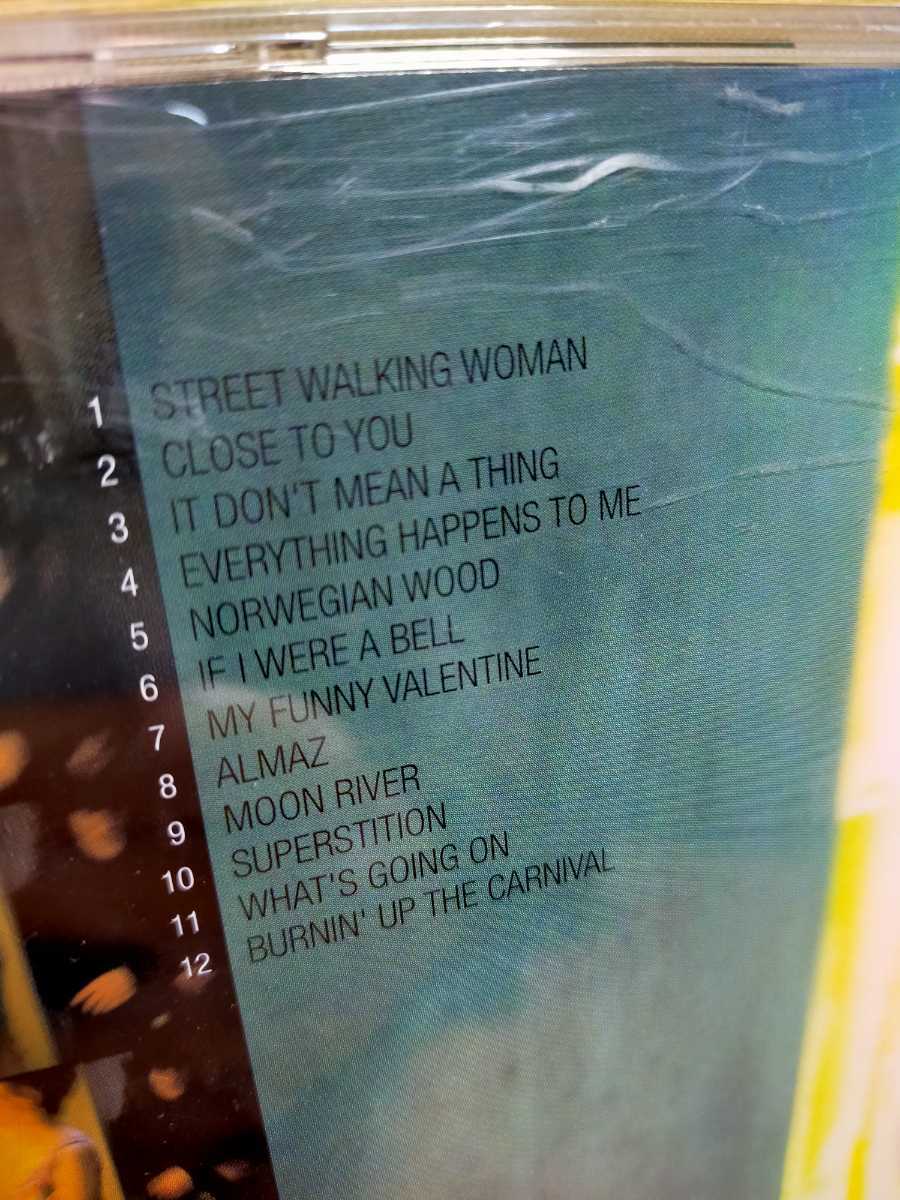 1 STREET WALKING WOMAN
2 CLOSE TO YOU
3 IT DON'T MEAN A THING
4 EVERYTHING HAPPENS TO ME
5 NORWEGIAN WOOD
6 IF I WERE A BELL
7 MY FUNNY VALENTINE
8 ALMAZ
9 MOON RIVER
10 SUPERSTITION
11 WHAT'S GOING ON
12 BURNIN' UP THE CARNIVAL